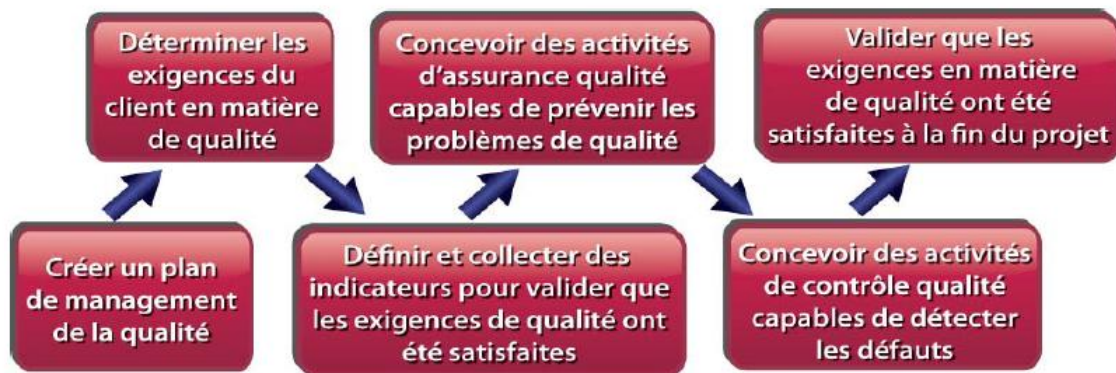 Créer un plan
de management
de la qualité
Déterminer les
exigences du
client en matière
de qualité
Définir et collecter des
indicateurs pour valider que
les exigences de qualité ont
été satisfaites
Concevoir des activités
d'assurance qualité
capables de prévenir les
problèmes de qualité
Concevoir des activités
de contrôle qualité
capables de détecter
les défauts
Valider que les
exigences en matière
de qualité ont été
satisfaites à la fin du projet